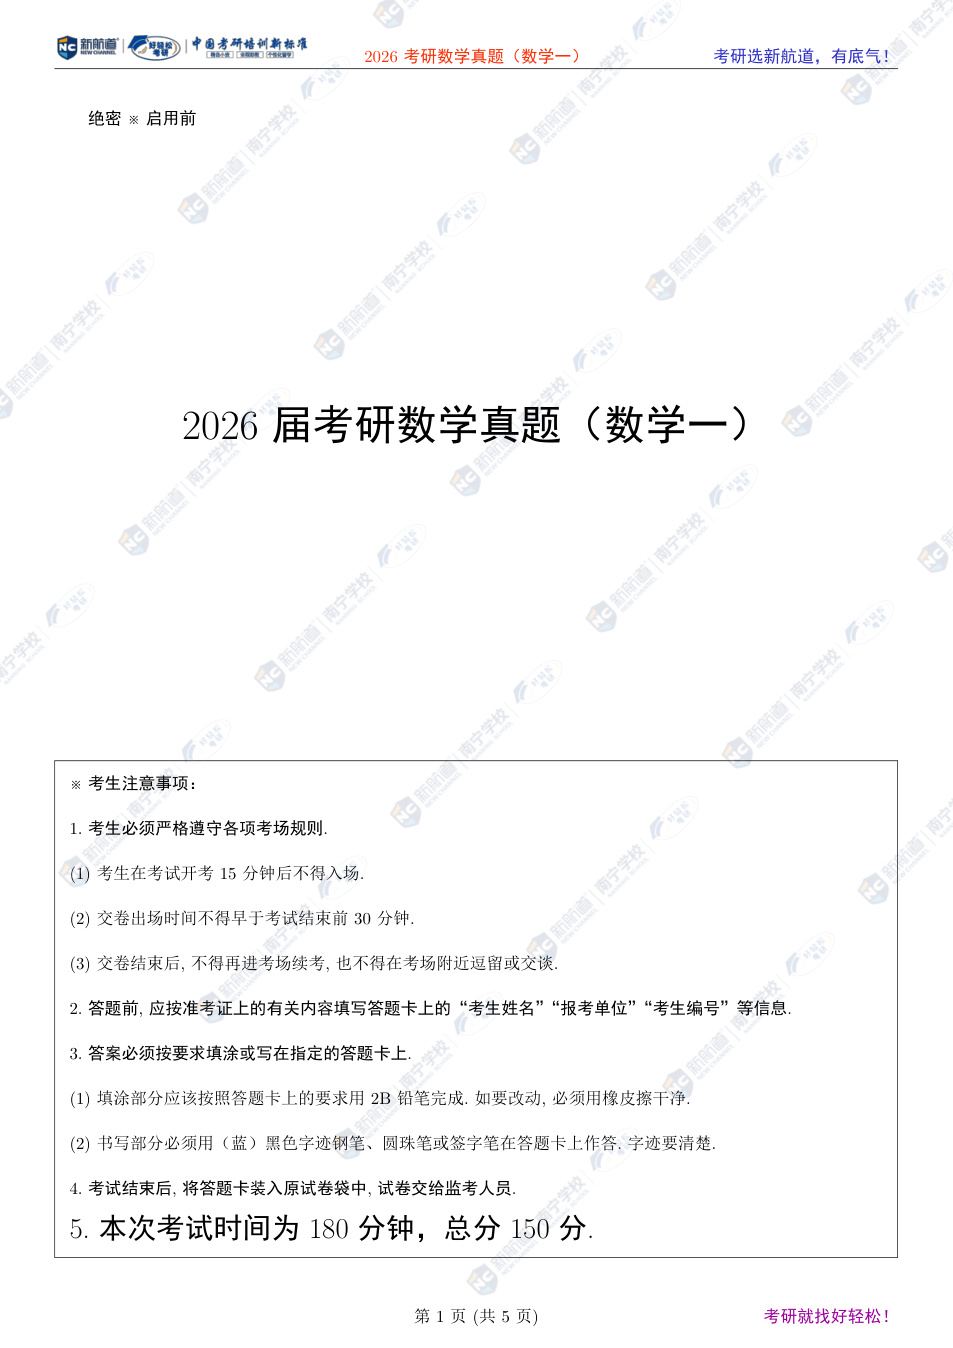 NC 新航道 好轻松考研 中国考研培训新标准
2026 考研数学真题（数学一）
考研选新航道，有底气！
绝密 ※ 启用前
2026 届考研数学真题（数学一）
※ 考生注意事项：
1. 考生必须严格遵守各项考场规则.
(1) 考生在考试开考 15 分钟后不得入场.
(2) 交卷出场时间不得早于考试结束前 30 分钟.
(3) 交卷结束后, 不得再进考场续考, 也不得在考场附近逗留或交谈.
2. 答题前, 应按准考证上的有关内容填写答题卡上的 “考生姓名” “报考单位” “考生编号” 等信息.
3. 答案必须按要求填涂或写在指定的答题卡上.
(1) 填涂部分应该按照答题卡上的要求用 2B 铅笔完成. 如要改动, 必须用橡皮擦干净.
(2) 书写部分必须用（蓝）黑色字迹钢笔、圆珠笔或签字笔在答题卡上作答. 字迹要清楚.
4. 考试结束后, 将答题卡装入原试卷袋中, 试卷交给监考人员.
5. 本次考试时间为 180 分钟，总分 150 分.
第 1 页 (共 5 页)
考研就找好轻松！